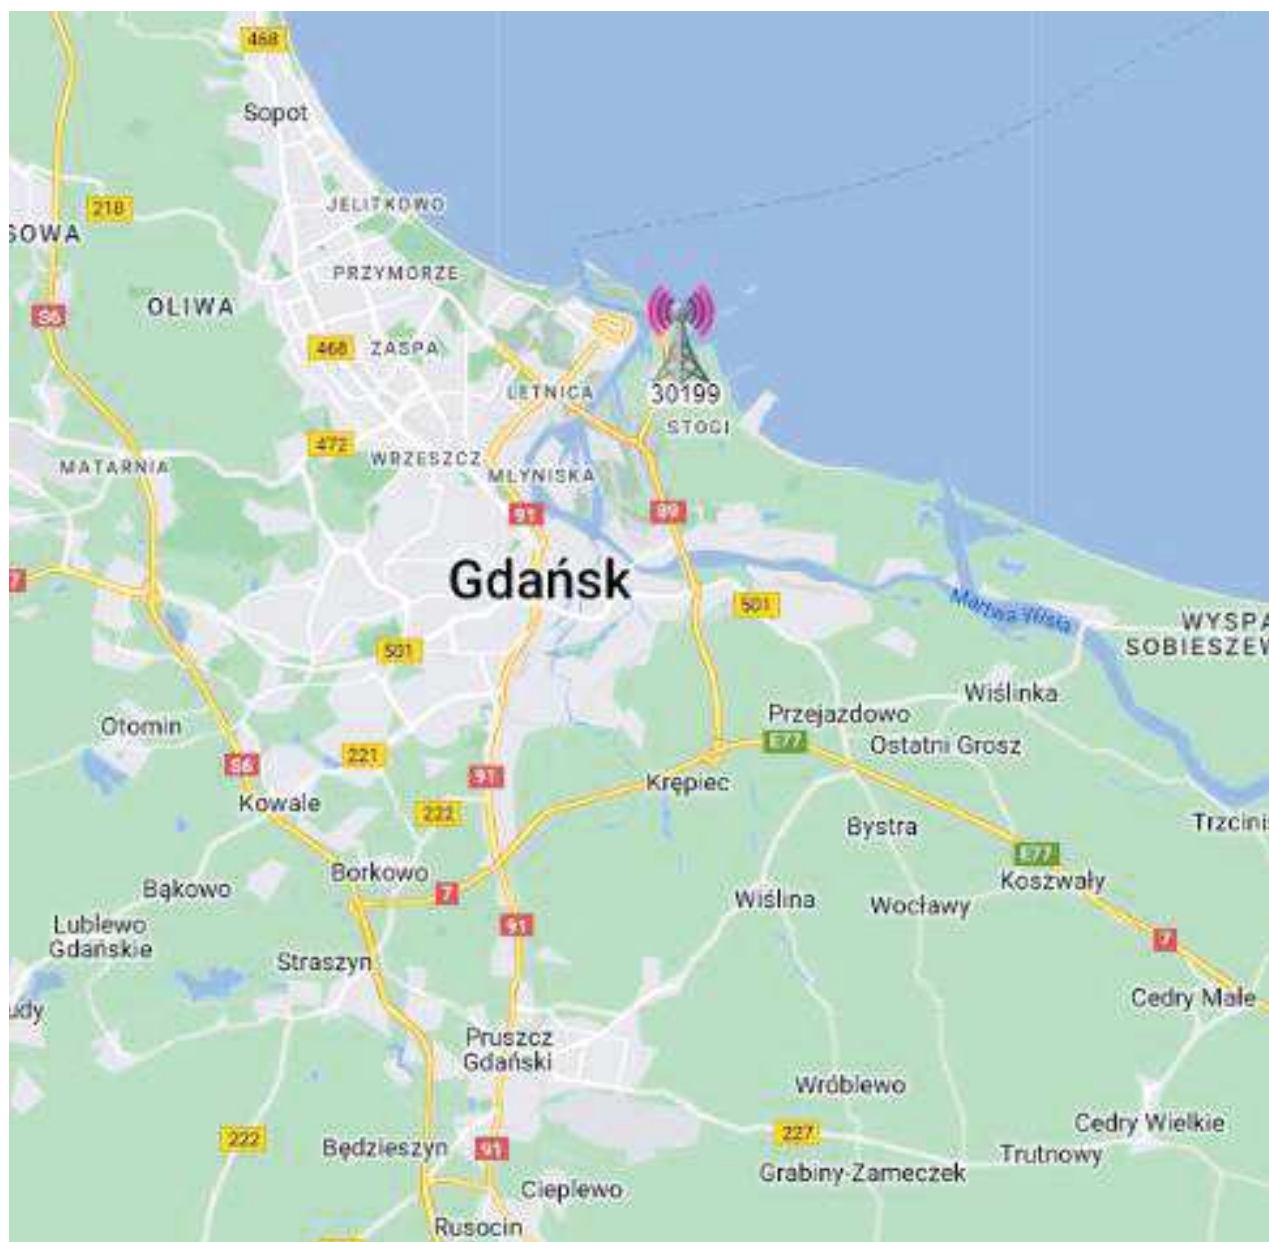 468
Sopot
218
JELITKOWO
SOWA
PRZYMORZE
OLIWA
S6
468
ZASPA
LETNICA
30199
STOGI
472
WRZESZCZ
MATARNIA
MŁYNISKA
91
89
Gdańsk
7
501
Martwa Wisła
WYSPA
SOBIESZEW
501
Wiślinka
Otomin
Przejazdowo
E77
Ostatni Grosz
221
S6
91
Krępiec
Kowale
222
Bystra
Trzcinis
E77
Borkowo
7
Koszwały
Bąkowo
Wiślina
Wocławy
Lublewo
Gdańskie
91
7
Straszyn
Cedry Małe
udy
Pruszcz
Gdański
Wróblewo
222
Będzieszyn
91
227
Cedry Wielkie
Trutnowy
Grabiny-Zameczek
Cieplewo
Rusocin